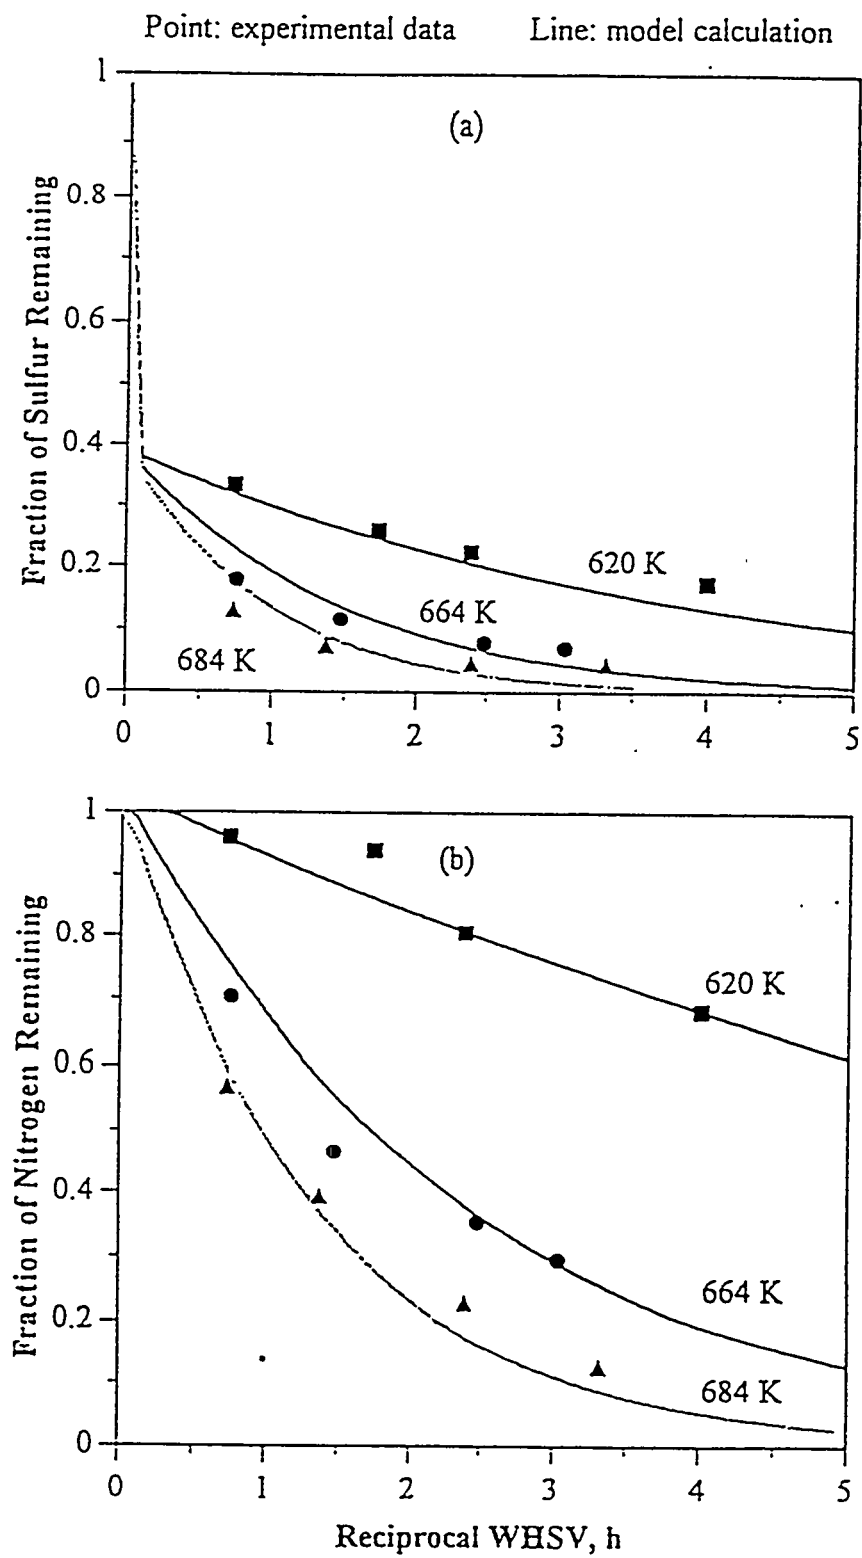 Point: experimental data Line: model calculation
(a)
Fraction of Sulfur Remaining
1
0.8
0.6
0.4
0.2
0
620 K
664 K
684 K
0 1 2 3 4 5
(b)
Fraction of Nitrogen Remaining
1
0.8
0.6
0.4
0.2
0
620 K
664 K
684 K
0 1 2 3 4 5
Reciprocal WHSV, h